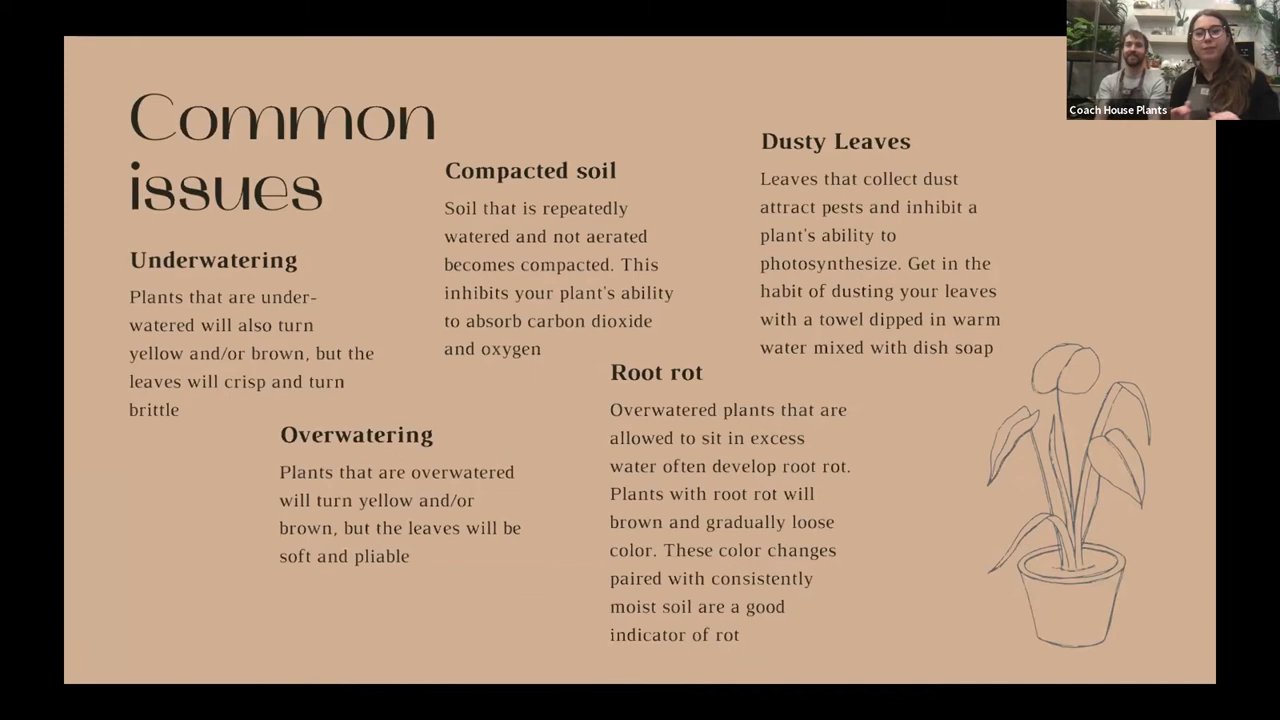 Common
issues
Underwatering
Plants that are under-
watered will also turn
yellow and/or brown, but the
leaves will crisp and turn
brittle
Overwatering
Plants that are overwatered
will turn yellow and/or
brown, but the leaves will be
soft and pliable
Compacted soil
Soil that is repeatedly
watered and not aerated
becomes compacted. This
inhibits your plant's ability
to absorb carbon dioxide
and oxygen
Root rot
Overwatered plants that are
allowed to sit in excess
water often develop root rot.
Plants with root rot will
brown and gradually loose
color. These color changes
paired with consistently
moist soil are a good
indicator of rot
Dusty Leaves
Leaves that collect dust
attract pests and inhibit a
plant's ability to
photosynthesize. Get in the
habit of dusting your leaves
with a towel dipped in warm
water mixed with dish soap
Coach House Plants